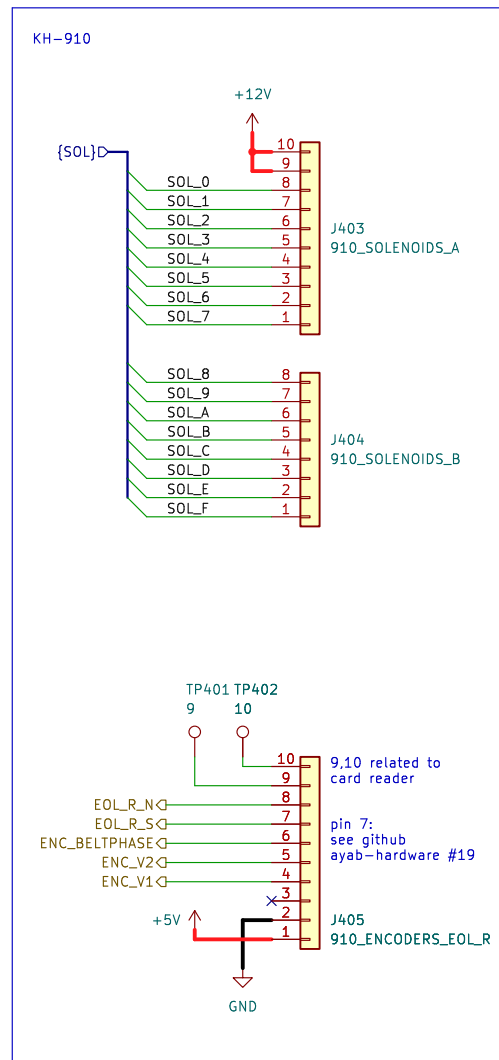 KH-910
+12V
{SOL}
10
9
SOL_0 8
SOL_1 7
SOL_2 6
SOL_3 5
SOL_4 4
SOL_5 3
SOL_6 2
SOL_7 1
J403
910_SOLENOIDS_A
SOL_8 8
SOL_9 7
SOL_A 6
SOL_B 5
SOL_C 4
SOL_D 3
SOL_E 2
SOL_F 1
J404
910_SOLENOIDS_B
TP401 TP402
9 10
10
9
EOL_R_N 8
EOL_R_S 7
ENC_BELTPHASE 6
ENC_V2 5
ENC_V1 4
3
2
+5V 1
9,10 related to
card reader
pin 7:
see github
ayab-hardware #19
J405
910_ENCODERS_EOL_R
GND